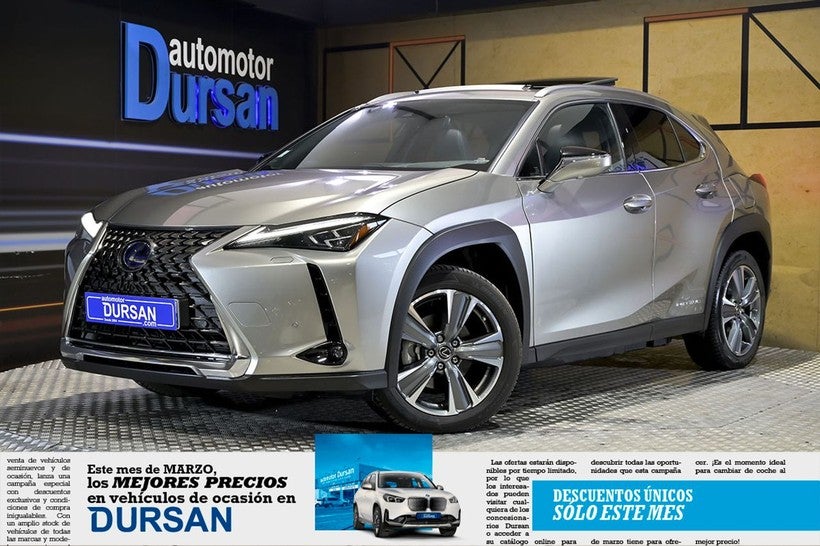 automotor
Dursan
Dursan
automotor
DURSAN
.com
HYBRID
venta de vehículos
seminuevos y de
ocasión, lanza una
campaña especial
con descuentos
exclusivos y condi-
ciones de compra
inigualables. Con
un amplio stock de
vehículos de todas
las marcas y mode-
Este mes de MARZO,
los MEJORES PRECIOS
en vehículos de ocasión en
DURSAN
automotor Dursan
Las ofertas estarán dispo-
nibles por tiempo limitado,
por lo que
los interesa-
dos pueden
visitar cual-
quiera de los
concesiona-
rios Dursan
o acceder a
su catálogo
online para
descubrir todas las oportu-
nidades que esta campaña
de marzo tiene para ofre-
cer. ¡Es el momento ideal
para cambiar de coche al
mejor precio!
DESCUENTOS ÚNICOS
SÓLO ESTE MES